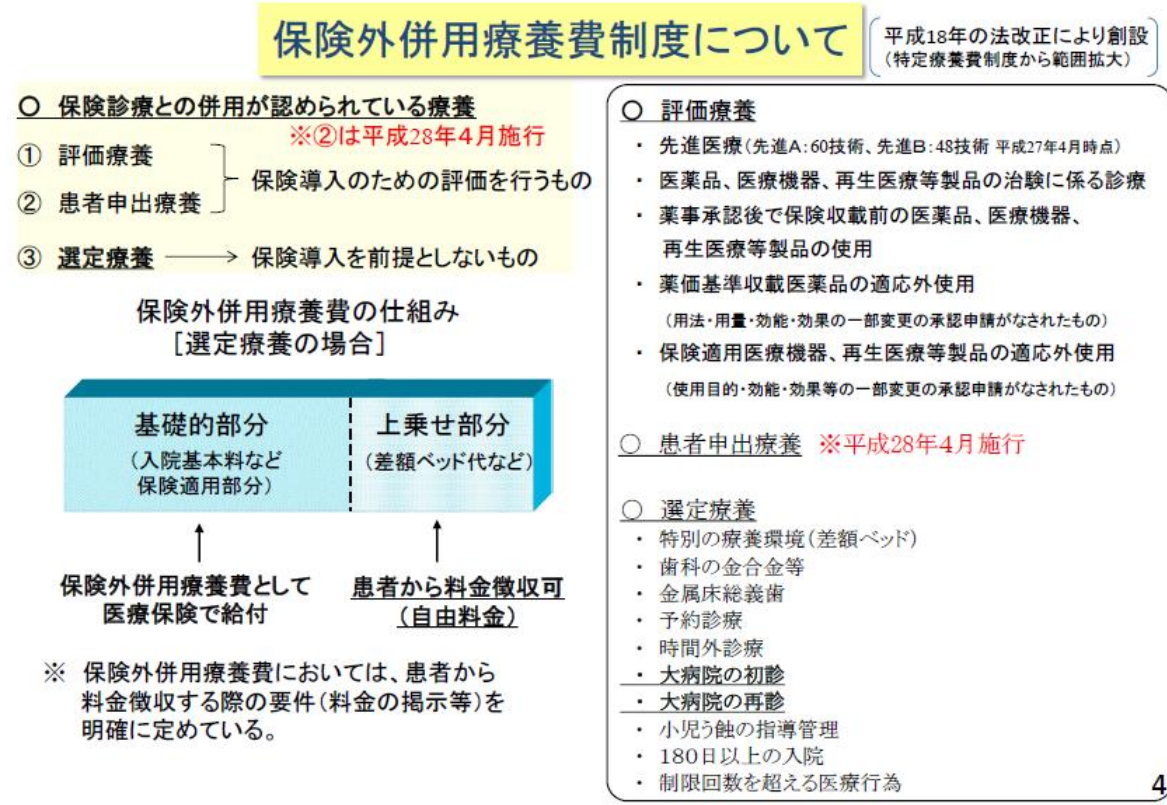 保険外併用療養費制度について
平成18年の法改正により創設
(特定療養費制度から範囲拡大)
○ 保険診療との併用が認められている療養
※②は平成28年4月施行
① 評価療養
② 患者申出療養
保険導入のための評価を行うもの
③ 選定療養 ──→ 保険導入を前提としないもの
保険外併用療養費の仕組み
[選定療養の場合]
基礎的部分
(入院基本料など
保険適用部分)
上乗せ部分
(差額ベッド代など)
↑
↑
保険外併用療養費として
医療保険で給付
患者から料金徴収可
(自由料金)
※ 保険外併用療養費においては、患者から
料金徴収する際の要件(料金の掲示等)を
明確に定めている。
○ 評価療養
・ 先進医療(先進A:60技術、先進B:48技術 平成27年4月時点)
・ 医薬品、医療機器、再生医療等製品の治験に係る診療
・ 薬事承認後で保険収載前の医薬品、医療機器、
再生医療等製品の使用
・ 薬価基準収載医薬品の適応外使用
(用法・用量・効能・効果の一部変更の承認申請がなされたもの)
・ 保険適用医療機器、再生医療等製品の適応外使用
(使用目的・効能・効果等の一部変更の承認申請がなされたもの)
○ 患者申出療養 ※平成28年4月施行
○ 選定療養
・ 特別の療養環境(差額ベッド)
・ 歯科の金合金等
・ 金属床総義歯
・ 予約診療
・ 時間外診療
・ 大病院の初診
・ 大病院の再診
・ 小児う蝕の指導管理
・ 180日以上の入院
・ 制限回数を超える医療行為
4